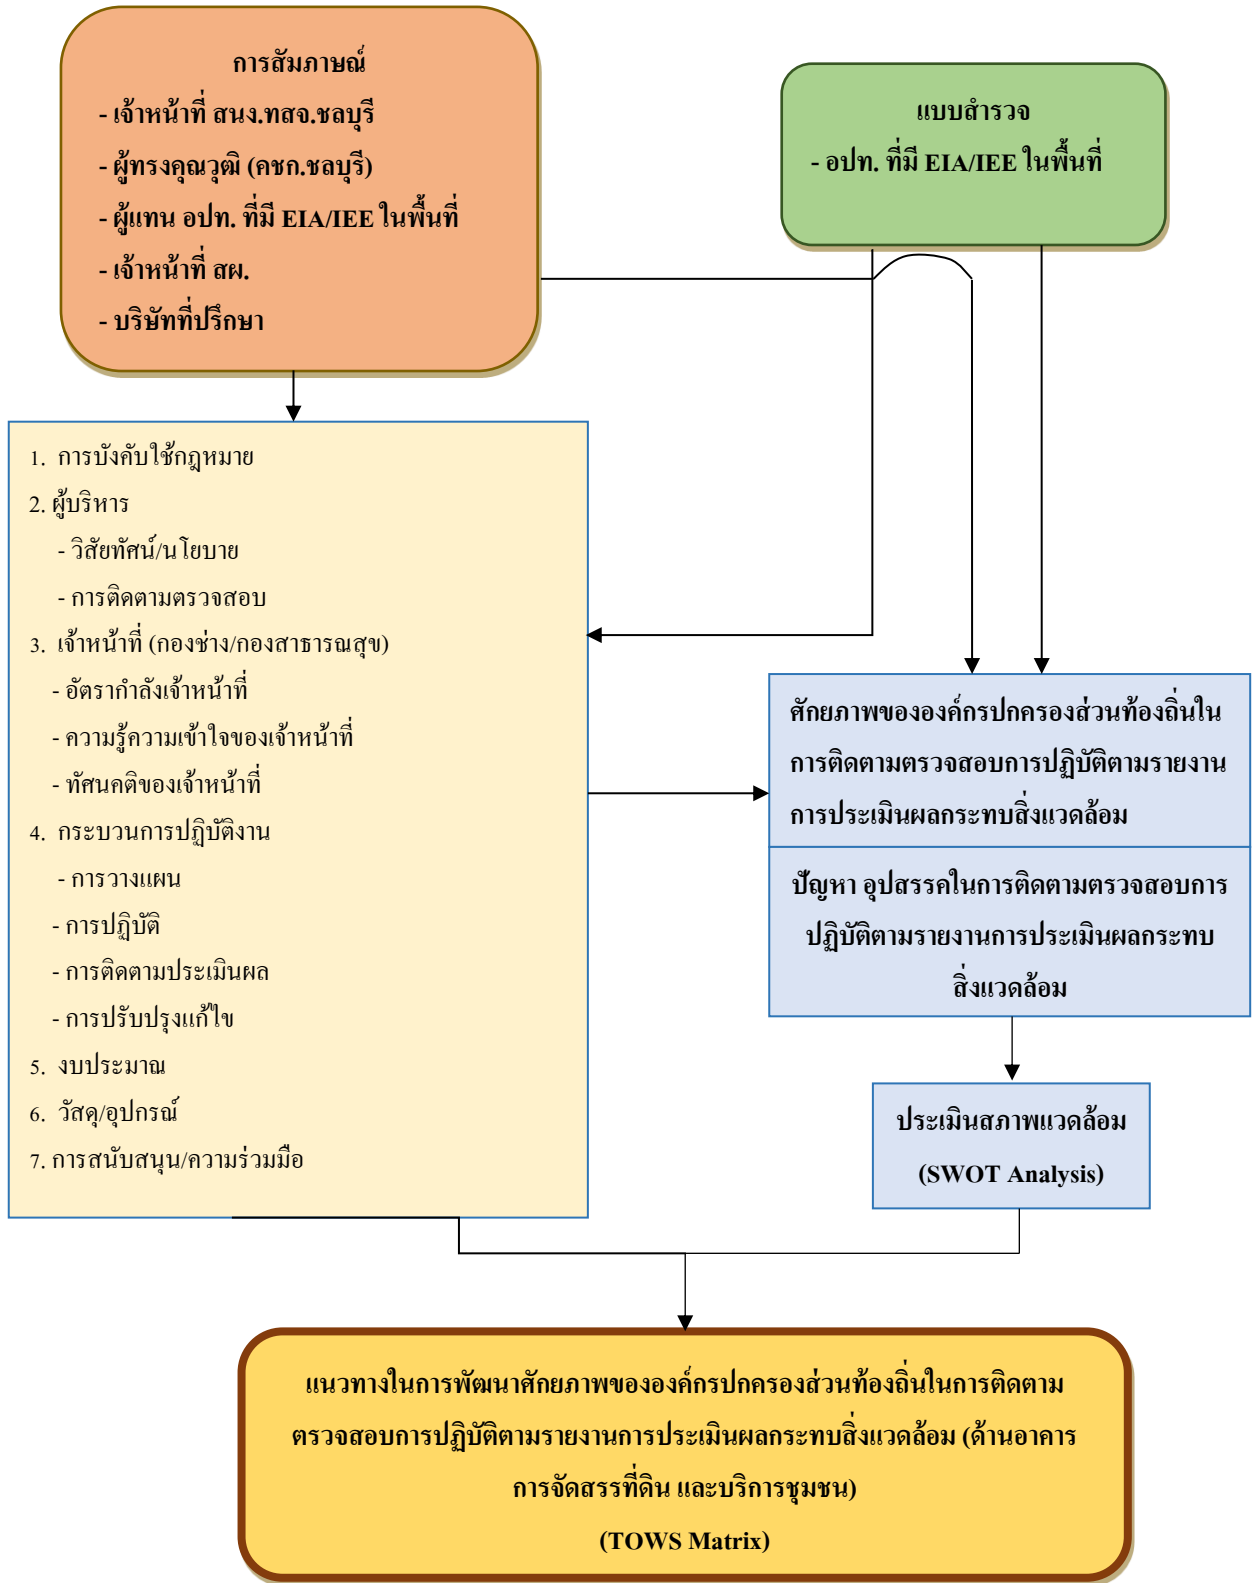 การสัมภาษณ์
- เจ้าหน้าที่ สนง.ทสจ.ชลบุรี
- ผู้ทรงคุณวุฒิ (คชก.ชลบุรี)
- ผู้แทน อปท. ที่มี EIA/IEE ในพื้นที่
- เจ้าหน้าที่ สผ.
- บริษัทที่ปรึกษา
แบบสำรวจ
- อปท. ที่มี EIA/IEE ในพื้นที่
1. การบังคับใช้กฎหมาย
2. ผู้บริหาร
- วิสัยทัศน์/นโยบาย
- การติดตามตรวจสอบ
3. เจ้าหน้าที่ (กองช่าง/กองสาธารณสุข)
- อัตรากำลังเจ้าหน้าที่
- ความรู้ความเข้าใจของเจ้าหน้าที่
- ทัศนคติของเจ้าหน้าที่
4. กระบวนการปฏิบัติงาน
- การวางแผน
- การปฏิบัติ
- การติดตามประเมินผล
- การปรับปรุงแก้ไข
5. งบประมาณ
6. วัสดุ/อุปกรณ์
7. การสนับสนุน/ความร่วมมือ
ศักยภาพขององค์กรปกครองส่วนท้องถิ่นใน
การติดตามตรวจสอบการปฏิบัติตามรายงาน
การประเมินผลกระทบสิ่งแวดล้อม
ปัญหา อุปสรรคในการติดตามตรวจสอบการ
ปฏิบัติตามรายงานการประเมินผลกระทบ
สิ่งแวดล้อม
ประเมินสภาพแวดล้อม
(SWOT Analysis)
แนวทางในการพัฒนาศักยภาพขององค์กรปกครองส่วนท้องถิ่นในการติดตาม
ตรวจสอบการปฏิบัติตามรายงานการประเมินผลกระทบสิ่งแวดล้อม (ด้านอาคาร
การจัดสรรที่ดิน และบริการชุมชน)
(TOWS Matrix)